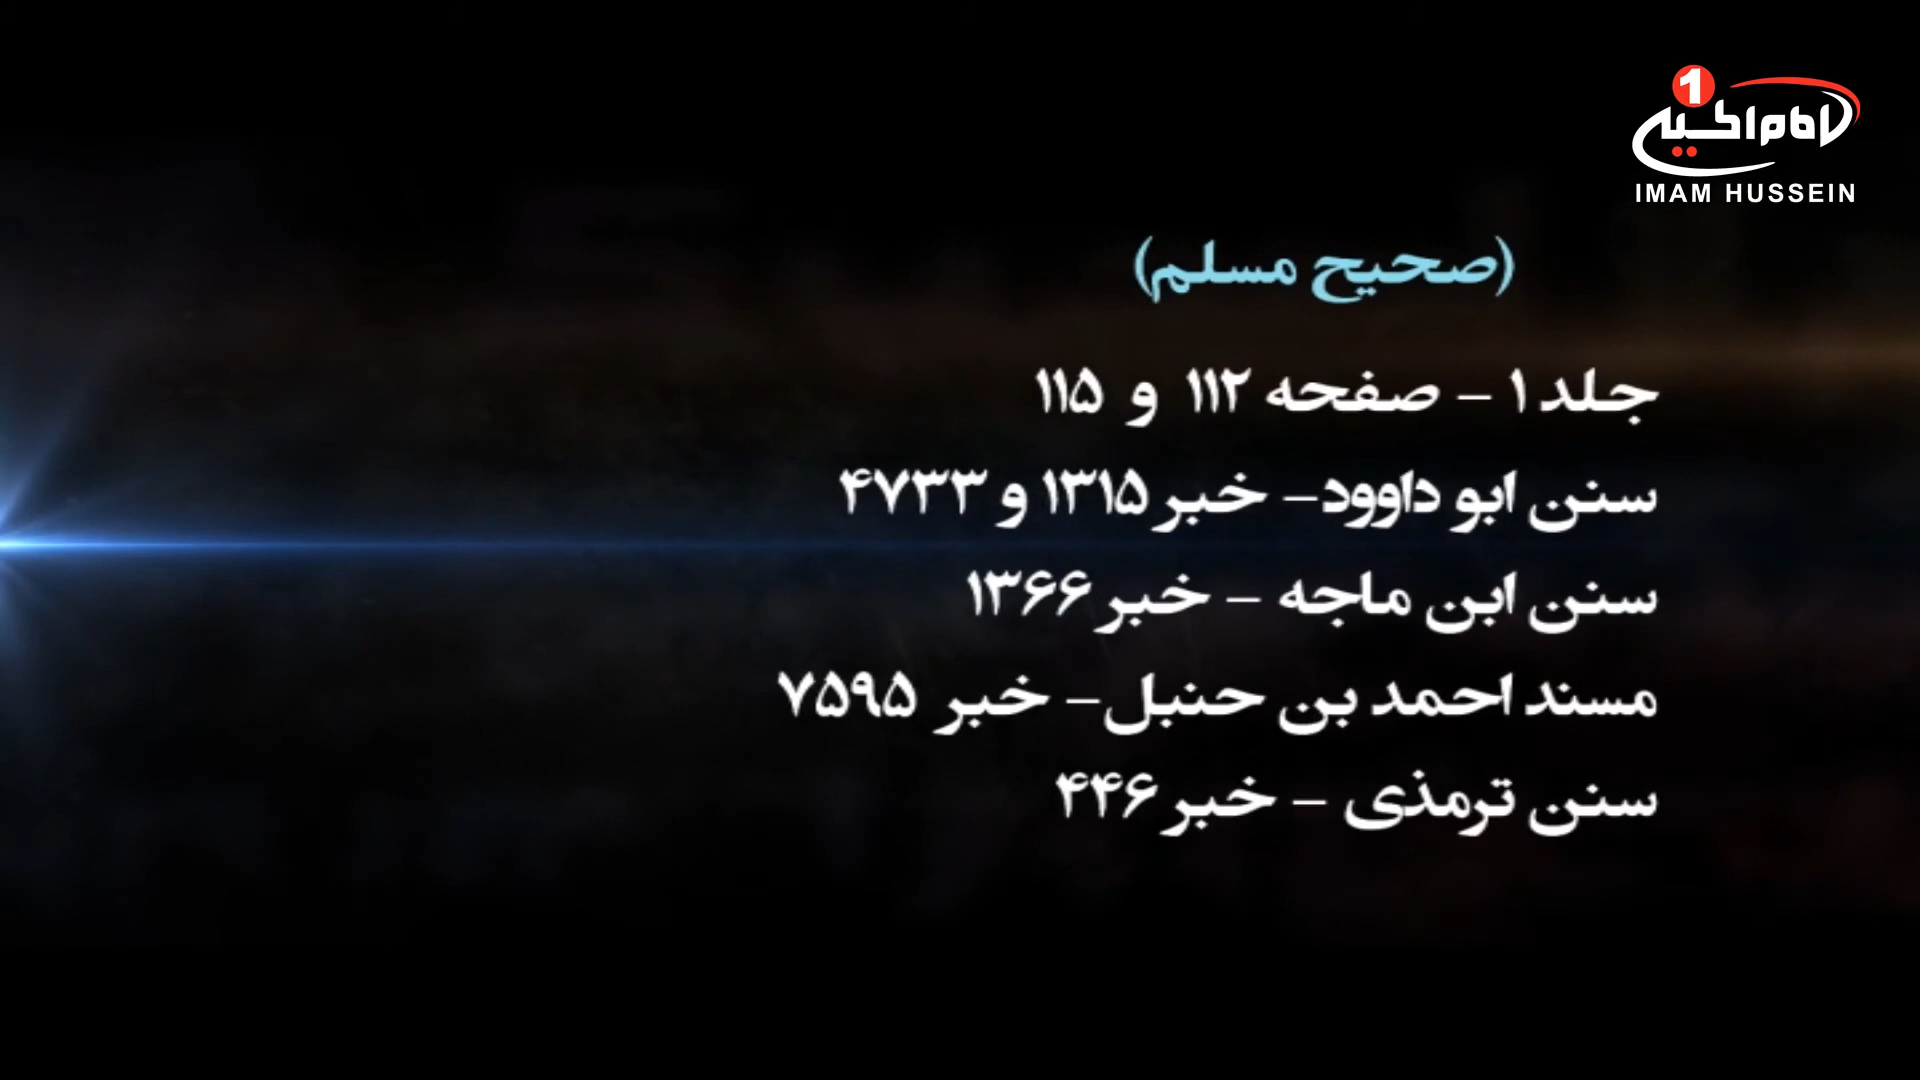 1
امام الحسين
IMAM HUSSEIN
(صحیح مسلم)
جلد ۱ – صفحه ۱۱۲ و ۱۱۵
سنن ابو داوود– خبر ۱۳۱۵ و ۴۷۳۳
سنن ابن ماجه – خبر ۱۳۶۶
مسند احمد بن حنبل– خبر ۷۵۹۵
سنن ترمذی – خبر ۴۴۶